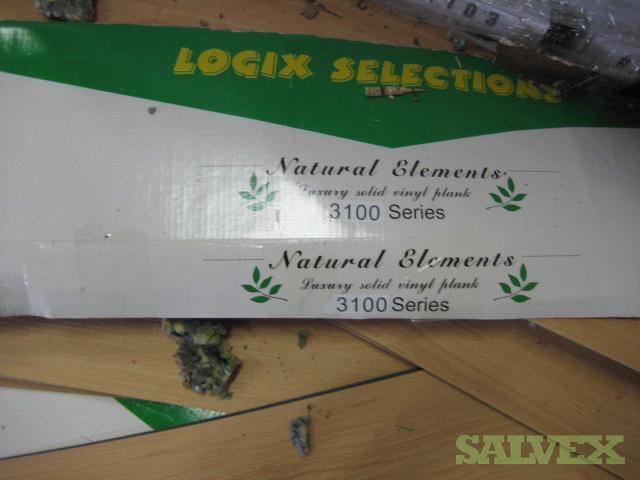 103
LOGIX SELECTIONS
Natural Elements
Luxury solid vinyl plank
3100 Series
Natural Elements
Luxury solid vinyl plank
3100 Series
SALVEX